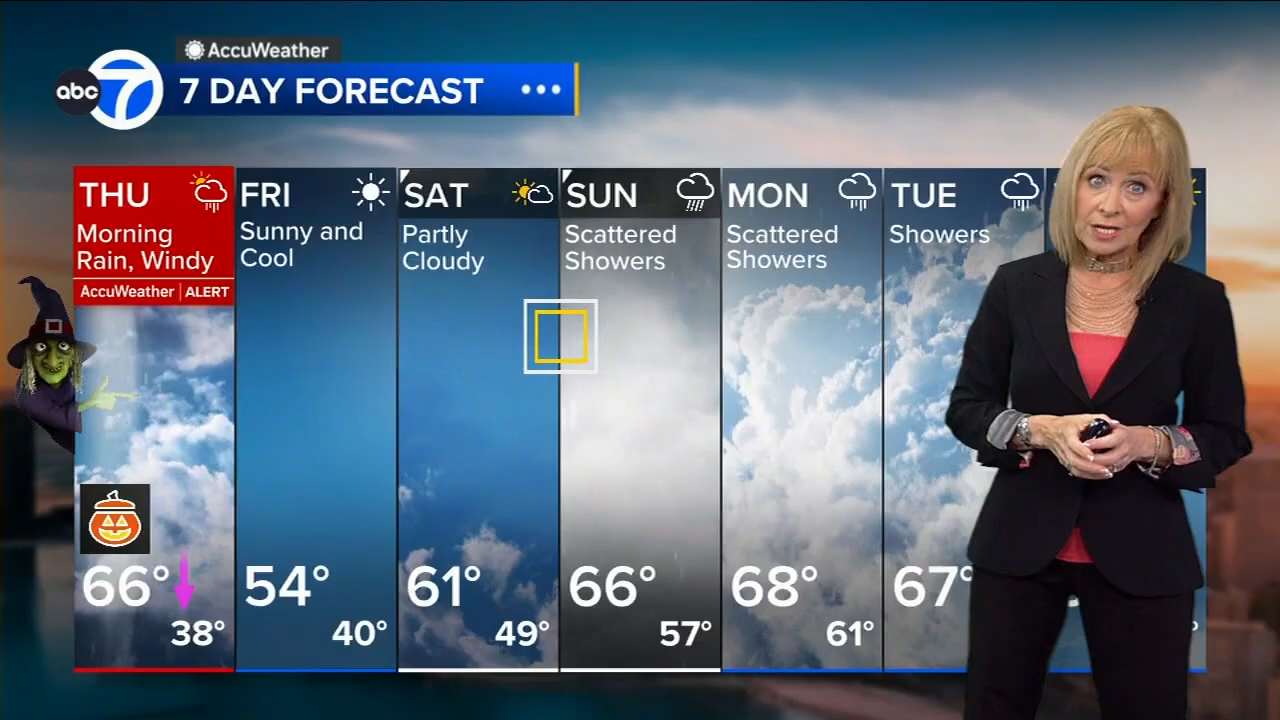 AccuWeather
abc 7
7 DAY FORECAST
THU
Morning
Rain, Windy
AccuWeather | ALERT
66°
38°
FRI
Sunny and
Cool
54°
40°
SAT
Partly
Cloudy
61°
49°
SUN
Scattered
Showers
66°
57°
MON
Scattered
Showers
68°
61°
TUE
Showers
67°